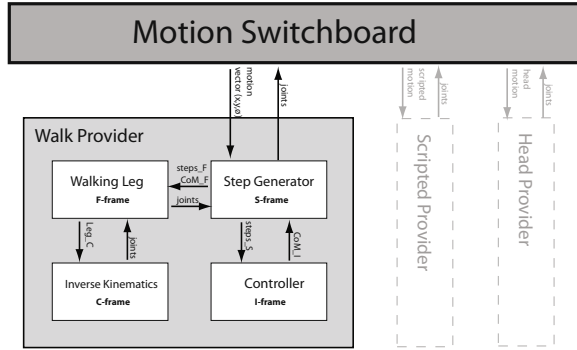 Motion Switchboard
motion
vector (x,y,ø)
joints
scripted
motion
joints
head
motion
joints
Walk Provider
Walking Leg
F-frame
steps_F
CoM_F
joints
Step Generator
S-frame
Leg_C
joints
steps_S
CoM_I
Inverse Kinematics
C-frame
Controller
I-frame
Scripted Provider
Head Provider